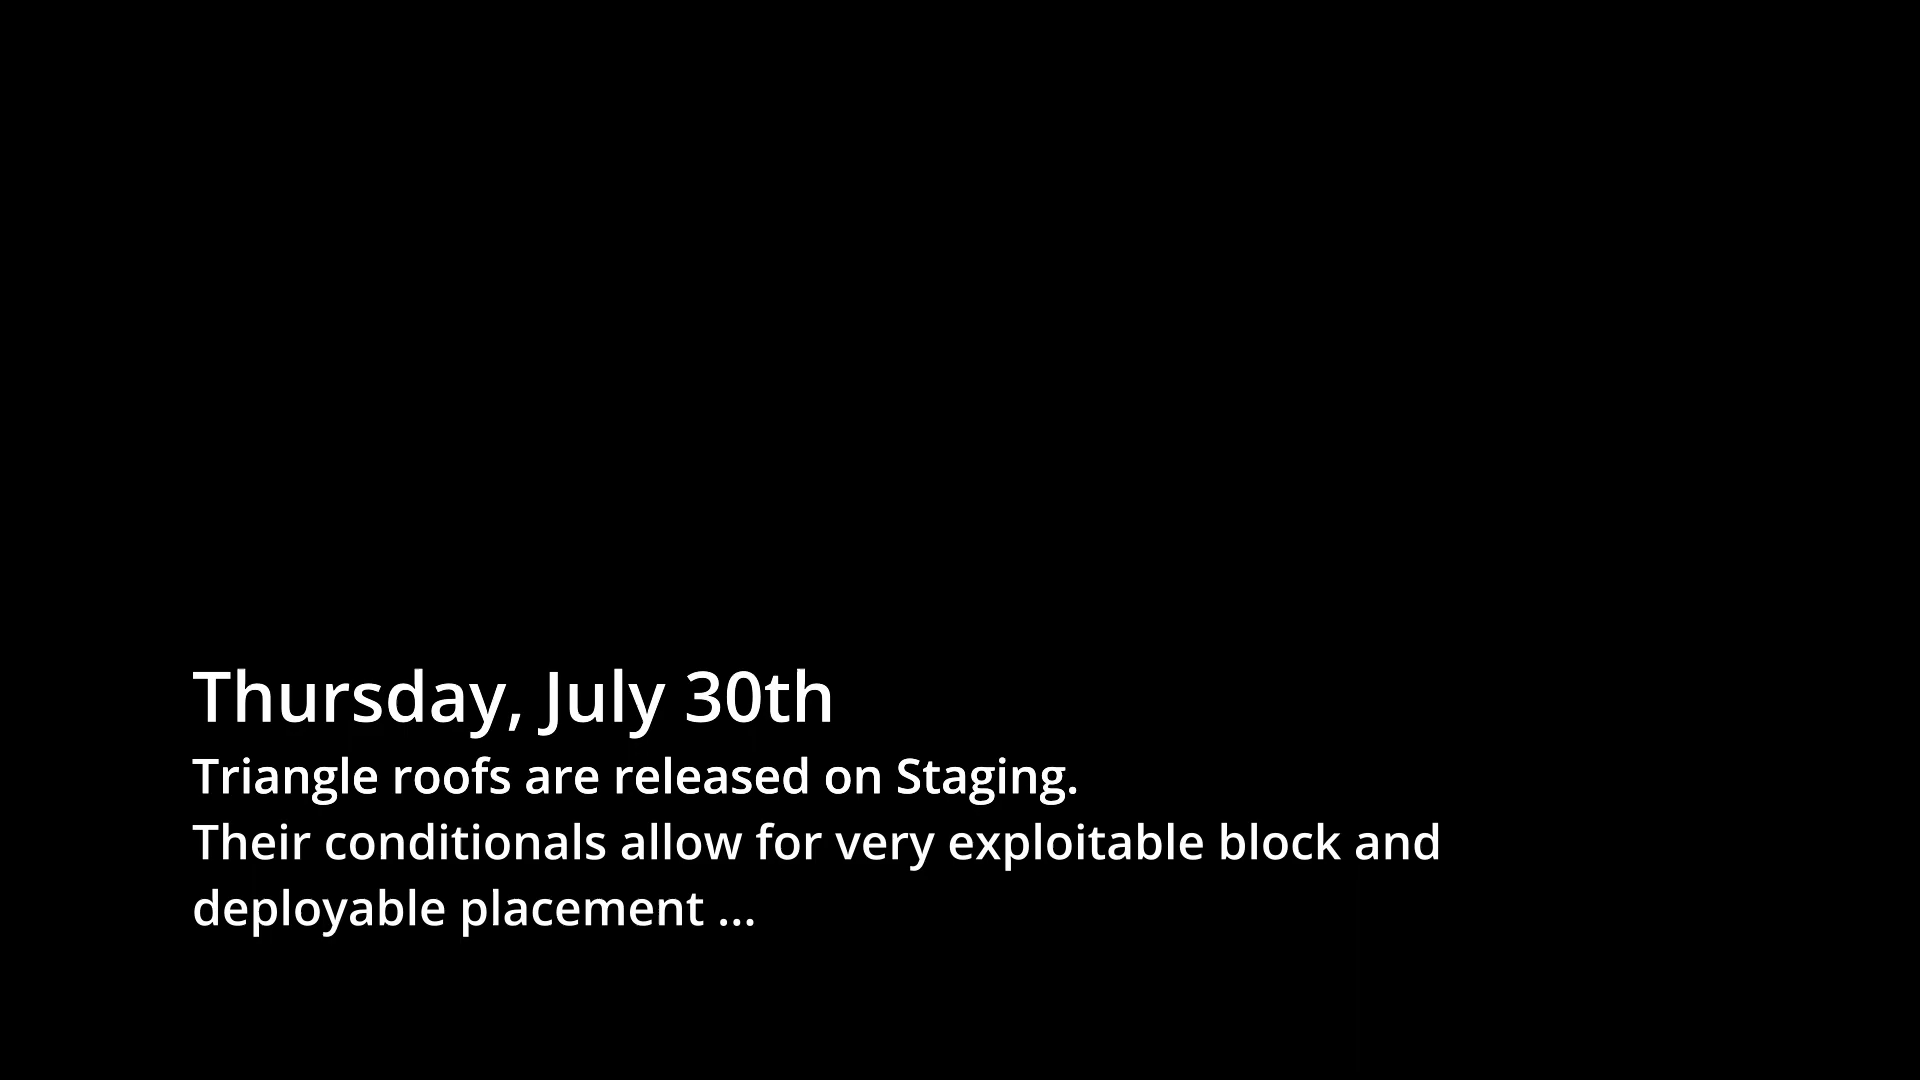 Thursday, July 30th
Triangle roofs are released on Staging.
Their conditionals allow for very exploitable block and
deployable placement ...